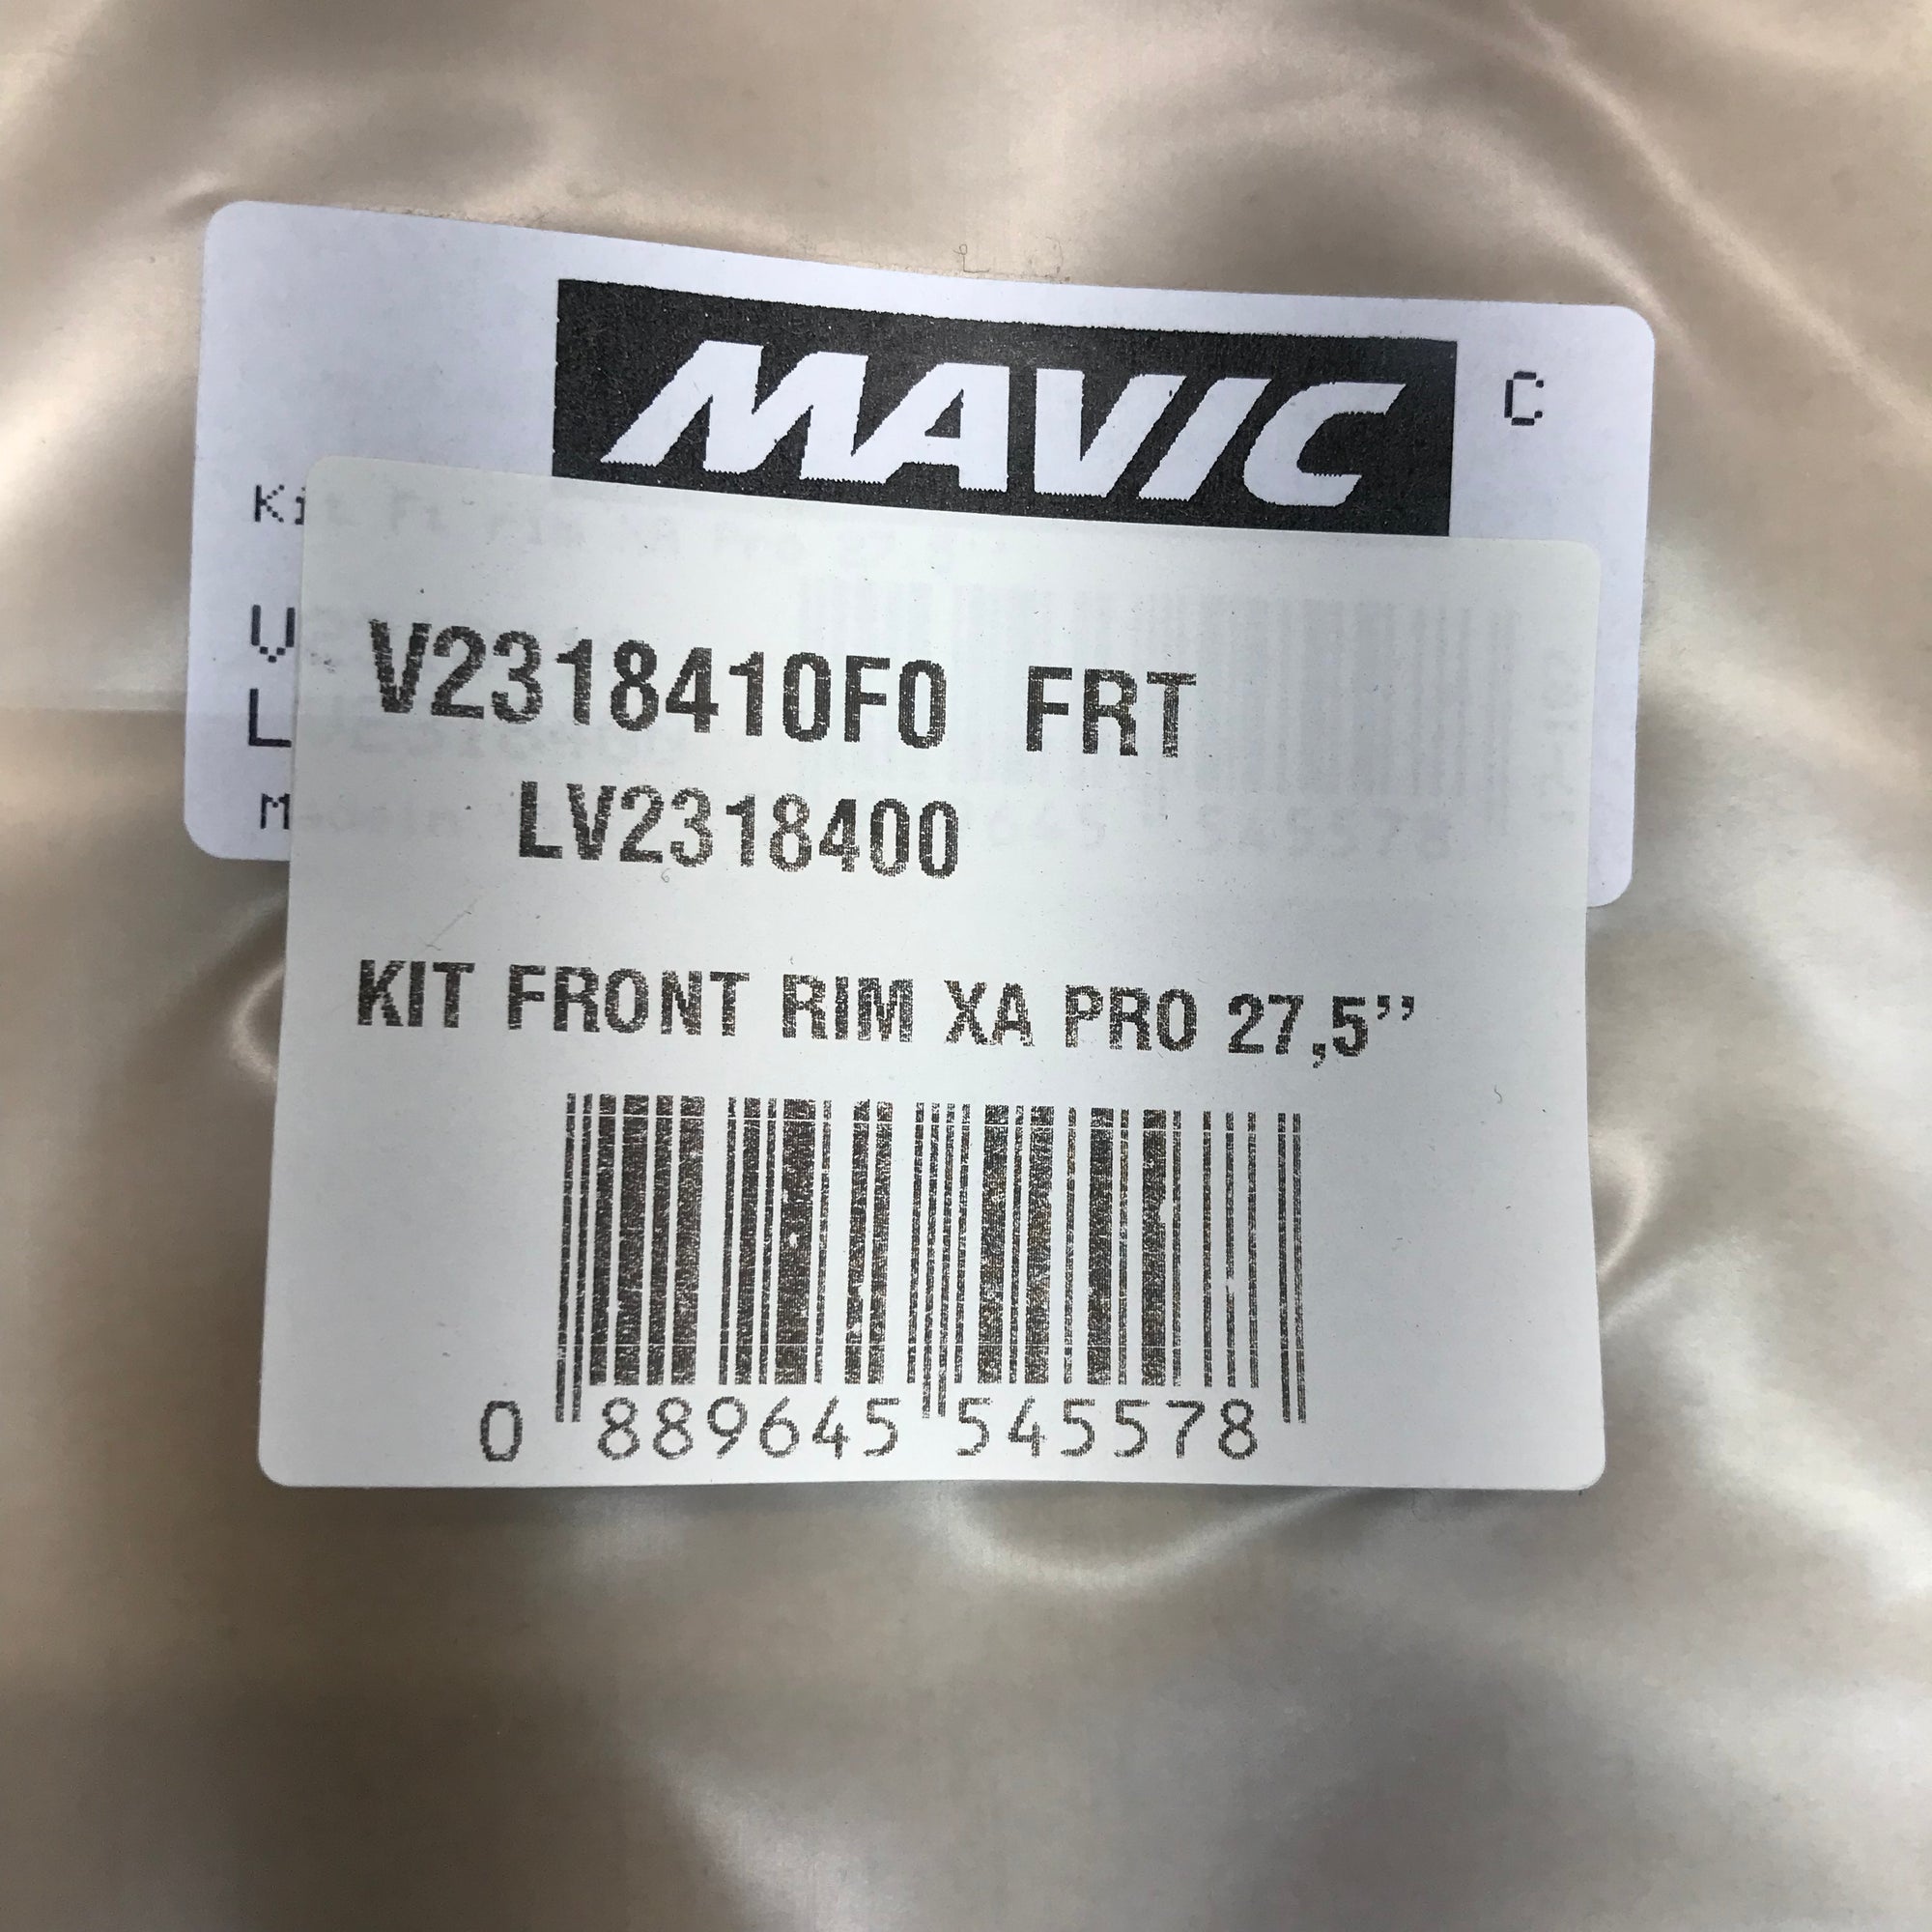 MAVIC
C
V2318410F0 FRT
LV2318400
KIT FRONT RIM XA PRO 27,5’’
0 889645 545578